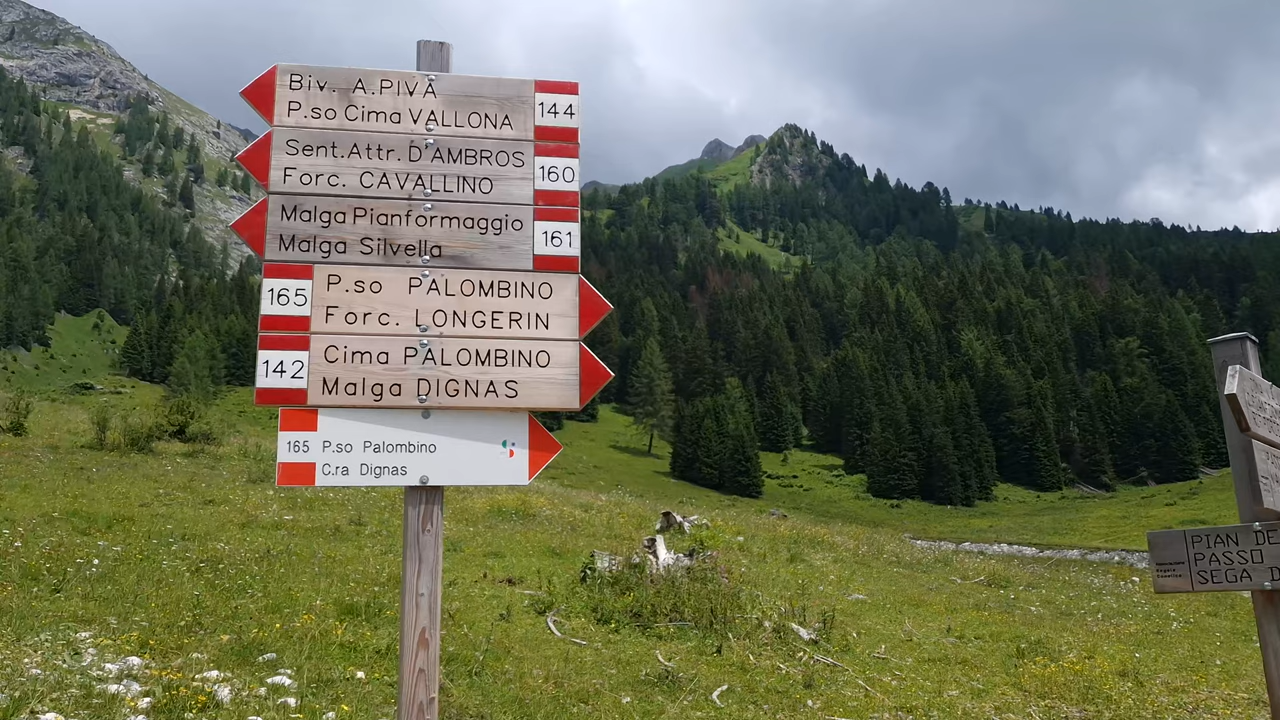 Biv. A.PIVA
P.so Cima VALLONA
144
Sent.Attr. D'AMBROS
Forc. CAVALLINO
160
Malga Pianformaggio
Malga Silvella
161
165
P.so PALOMBINO
Forc. LONGERIN
142
Cima PALOMBINO
Malga DIGNAS
165 P.so Palombino
C.ra Dignas
PIAN DE
PASSO
SEGA D